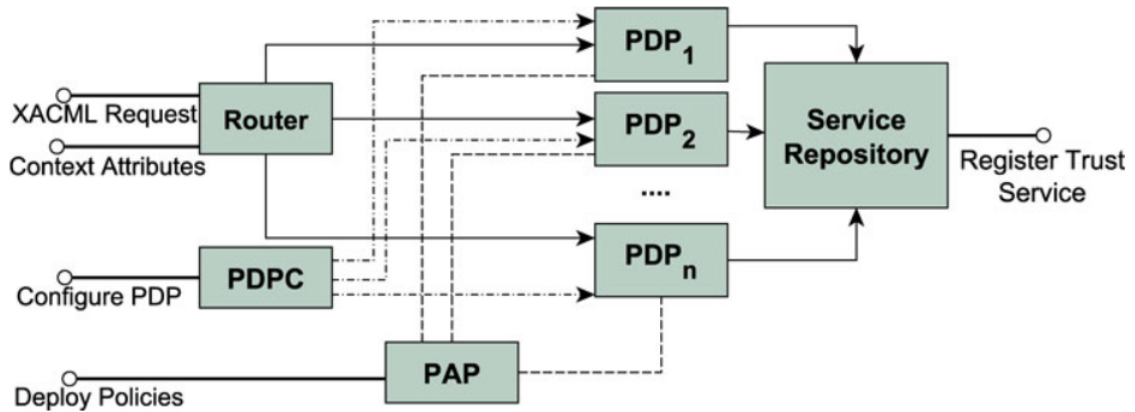 XACML Request
Context Attributes
Router
PDP1
PDP2
....
PDPn
Service
Repository
Register Trust
Service
Configure PDP
PDPC
Deploy Policies
PAP